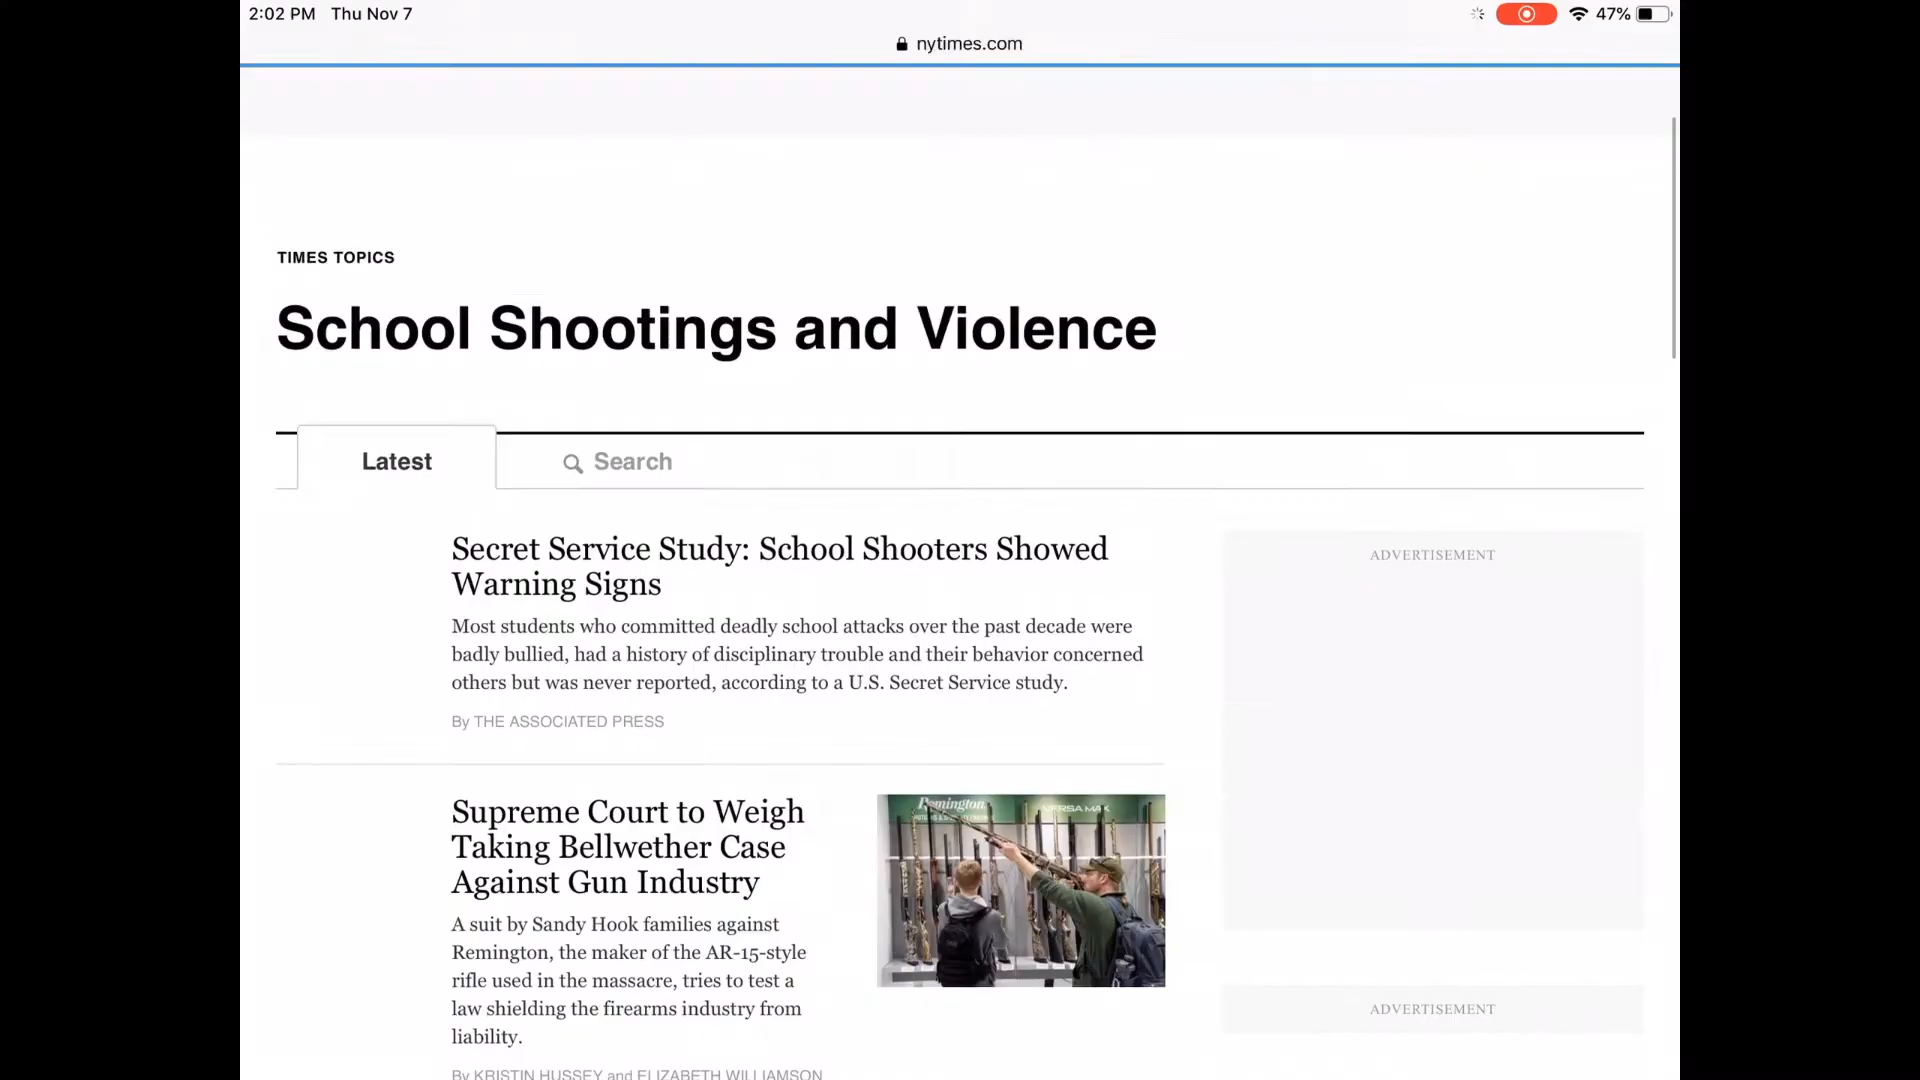 2:02 PM Thu Nov 7
47%
nytimes.com
TIMES TOPICS
School Shootings and Violence
Latest
Search
Secret Service Study: School Shooters Showed
Warning Signs
Most students who committed deadly school attacks over the past decade were
badly bullied, had a history of disciplinary trouble and their behavior concerned
others but was never reported, according to a U.S. Secret Service study.
By THE ASSOCIATED PRESS
ADVERTISEMENT
Supreme Court to Weigh
Taking Bellwether Case
Against Gun Industry
A suit by Sandy Hook families against
Remington, the maker of the AR-15-style
rifle used in the massacre, tries to test a
law shielding the firearms industry from
liability.
By KRISTIN HUSSEY and ELIZABETH WILLIAMSON
Remington
VERSA MAX
ADVERTISEMENT